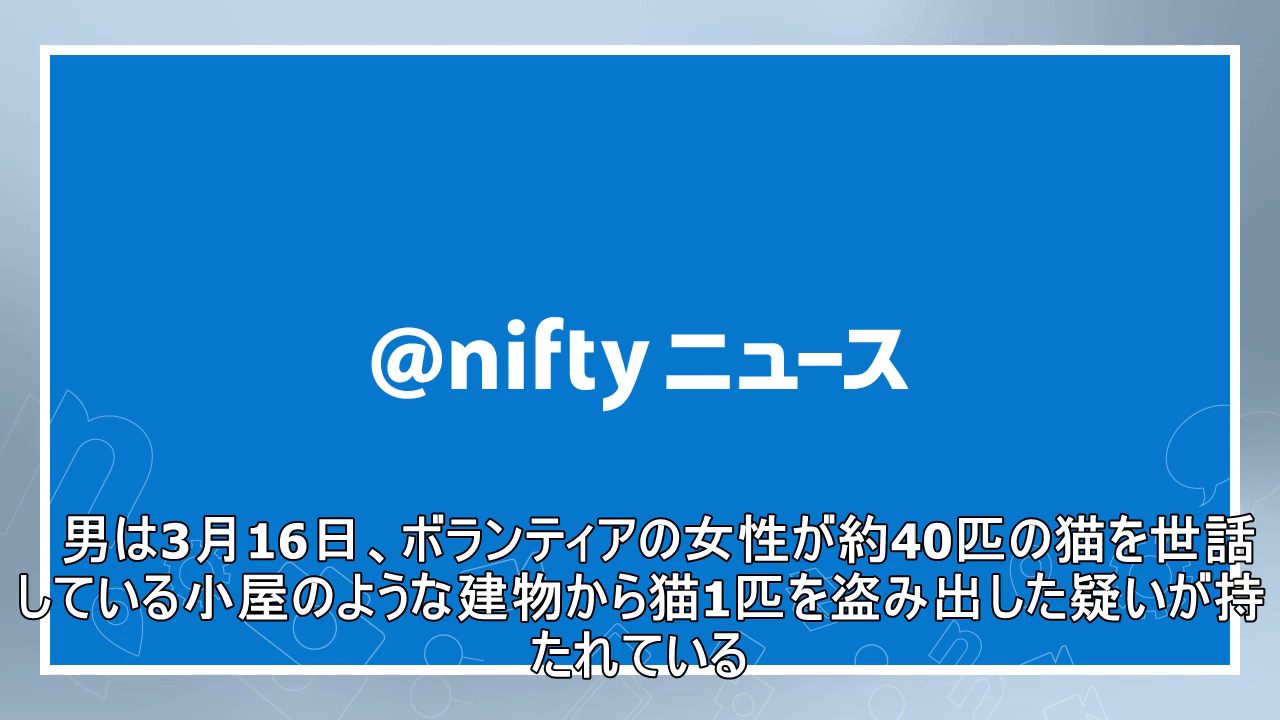 @nifty ニュース
男は3月16日、ボランティアの女性が約40匹の猫を世話
している小屋のような建物から猫1匹を盗み出した疑いが持
たれている